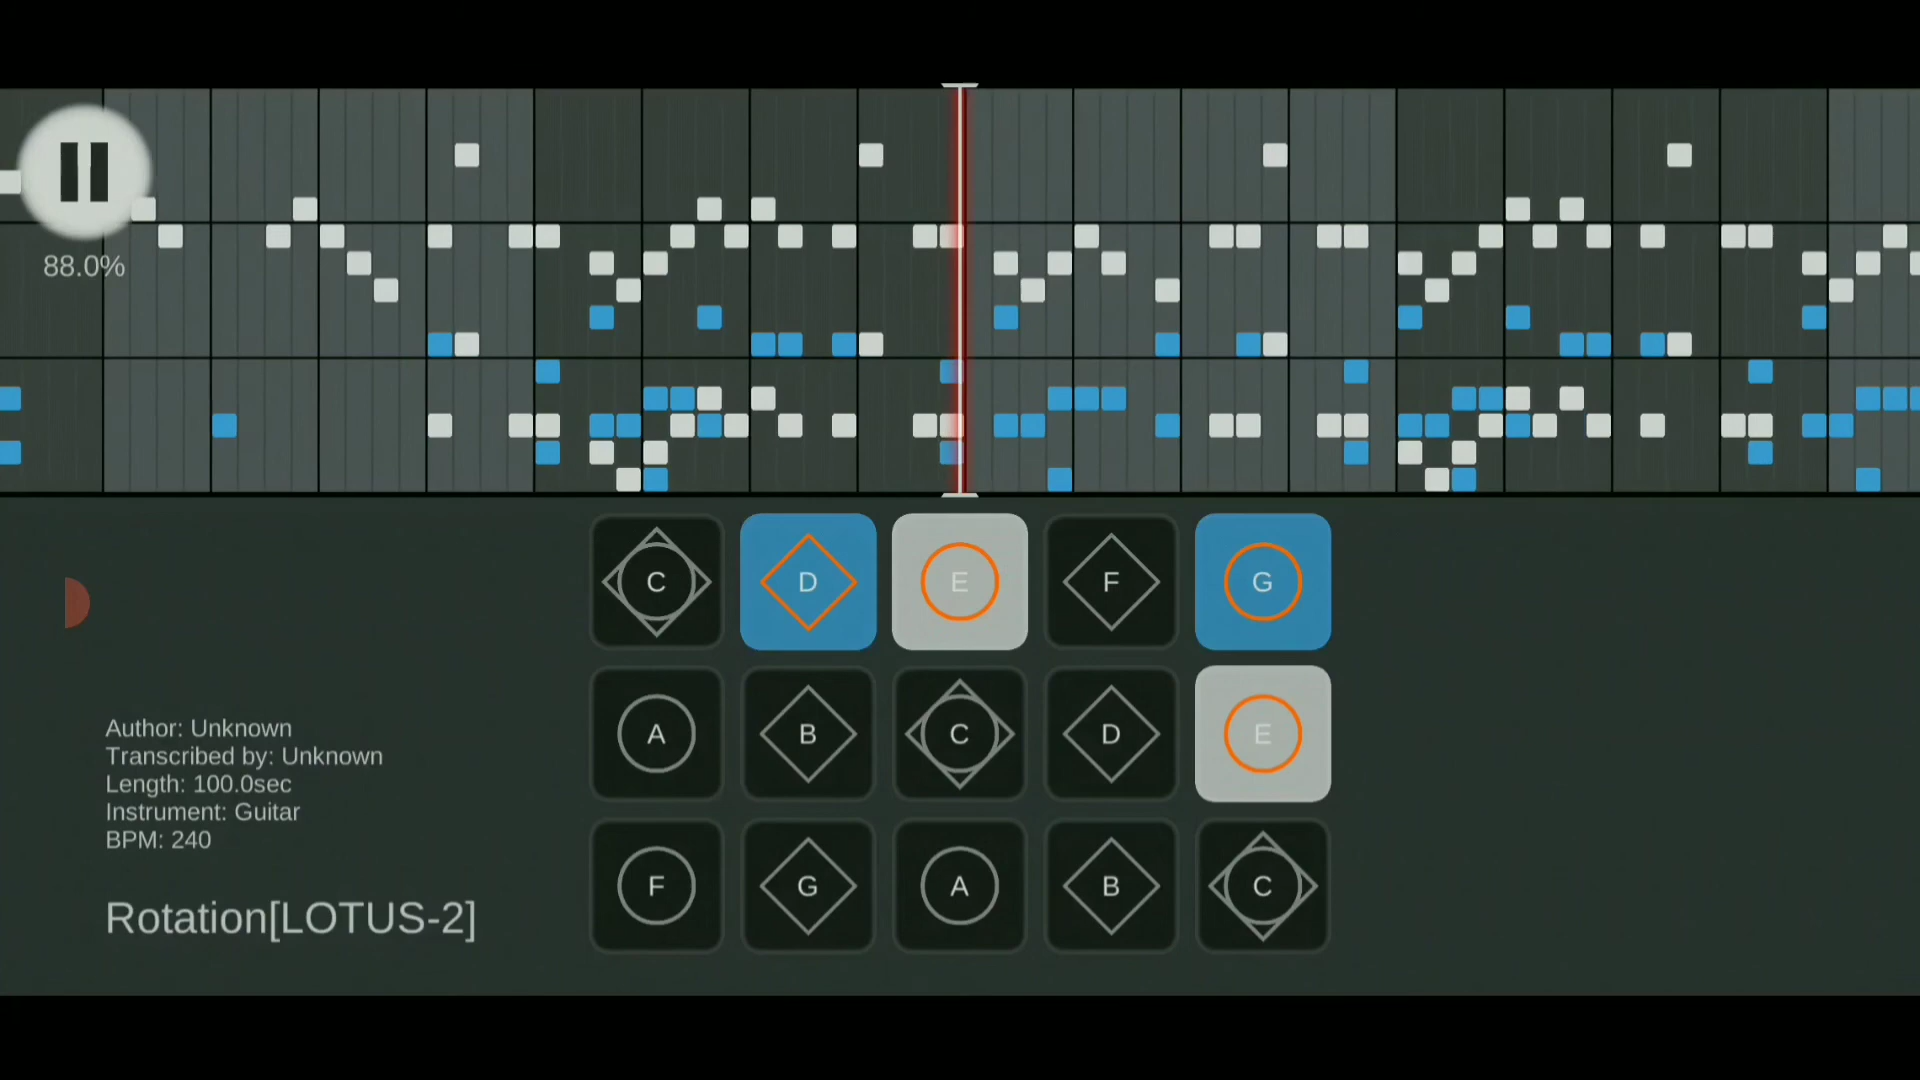 88.0%
C D E F G
A B C D E
F G A B C
Author: Unknown
Transcribed by: Unknown
Length: 100.0sec
Instrument: Guitar
BPM: 240
Rotation[LOTUS-2]